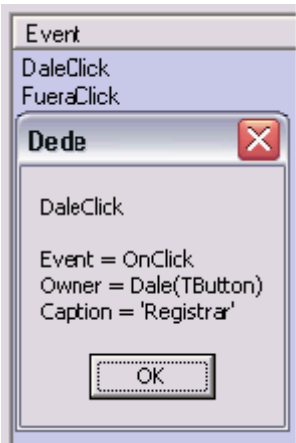 Event
DaleClick
FueraClick
Dede
DaleClick
Event = OnClick
Owner = Dale(TButton)
Caption = 'Registrar'
OK